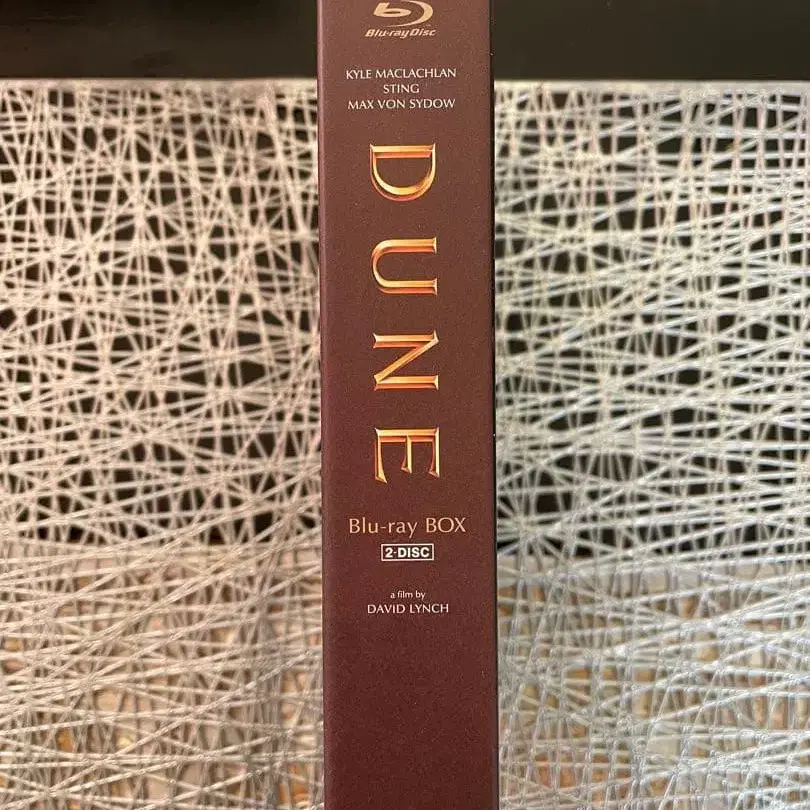 Blu-ray Disc
KYLE MACLACHLAN
STING
MAX VON SYDOW
DUNE
Blu-ray BOX
2-DISC
a film by
DAVID LYNCH